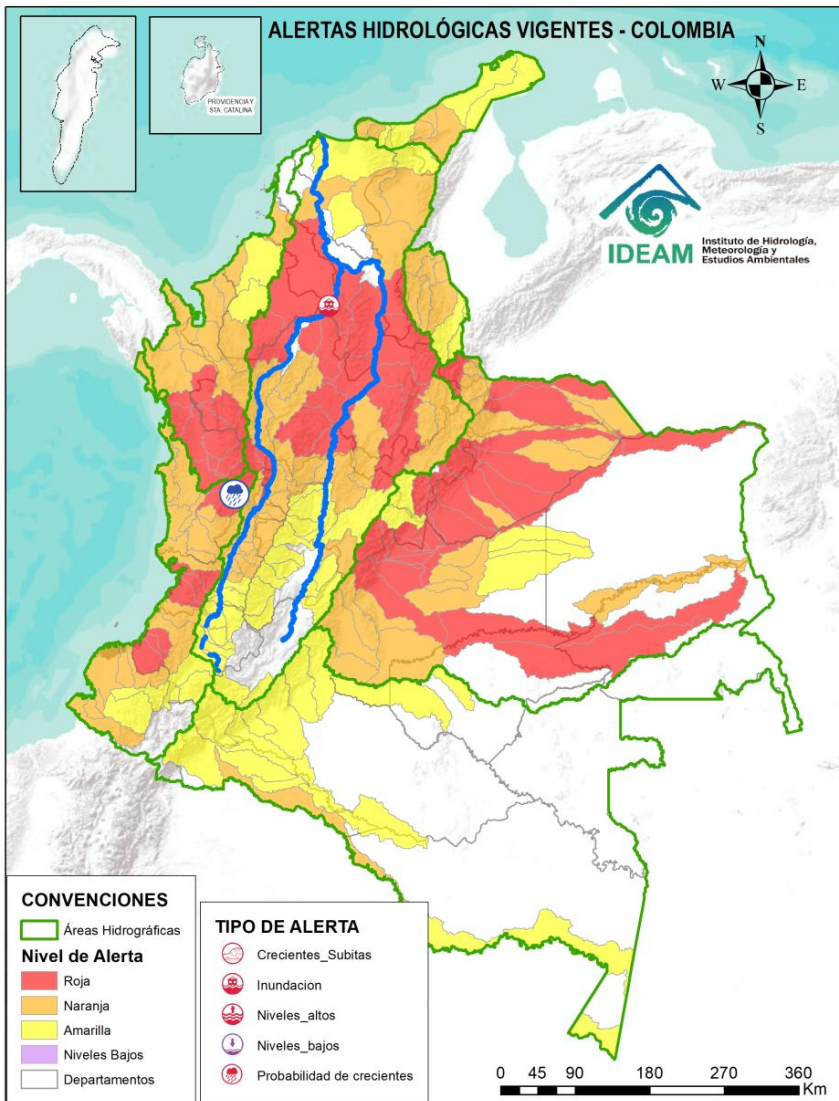 ALERTAS HIDROLÓGICAS VIGENTES - COLOMBIA
PROVIDENCIA Y
STA. CATALINA
N
W
E
S
IDEAM
Instituto de Hidrología,
Meteorología y
Estudios Ambientales
CONVENCIONES
Áreas Hidrográficas
Nivel de Alerta
Roja
Naranja
Amarilla
Niveles Bajos
Departamentos
TIPO DE ALERTA
Crecientes_Subitas
Inundacion
Niveles_altos
Niveles_bajos
Probabilidad de crecientes
0 45 90 180 270 360
Km